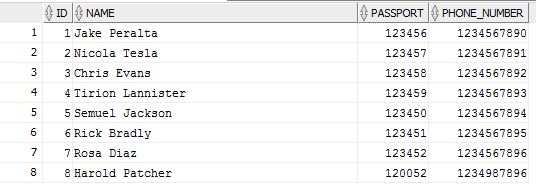 ID NAME PASSPORT PHONE_NUMBER
1 1 Jake Peralta 123456 1234567890
2 2 Nicola Tesla 123457 1234567891
3 3 Chris Evans 123458 1234567892
4 4 Tirion Lannister 123459 1234567893
5 5 Semuel Jackson 123450 1234567894
6 6 Rick Bradly 123451 1234567895
7 7 Rosa Diaz 123452 1234567896
8 8 Harold Patcher 120052 1234987896